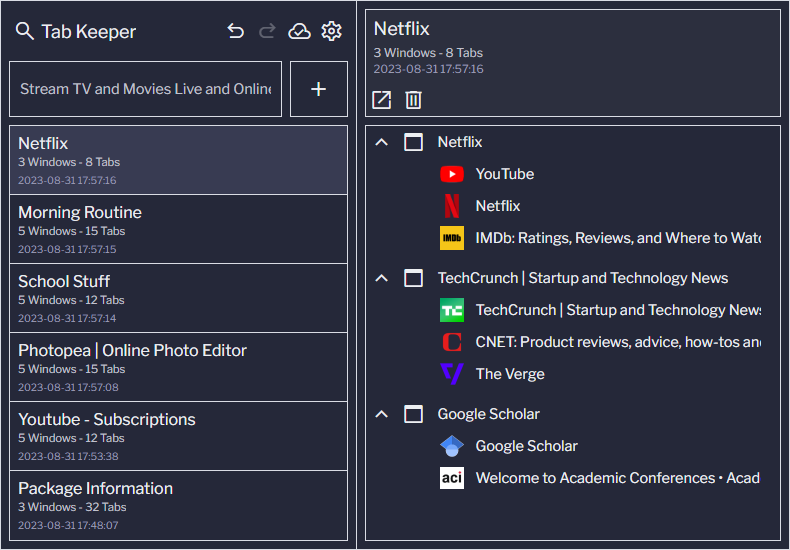 Tab Keeper
Stream TV and Movies Live and Online
Netflix
3 Windows - 8 Tabs
2023-08-31 17:57:16
Morning Routine
5 Windows - 15 Tabs
2023-08-31 17:57:15
School Stuff
5 Windows - 12 Tabs
2023-08-31 17:57:14
Photopea | Online Photo Editor
5 Windows - 15 Tabs
2023-08-31 17:57:08
Youtube - Subscriptions
5 Windows - 12 Tabs
2023-08-31 17:53:38
Package Information
3 Windows - 32 Tabs
2023-08-31 17:48:07
Netflix
3 Windows - 8 Tabs
2023-08-31 17:57:16
Netflix
YouTube
Netflix
IMDb IMDb: Ratings, Reviews, and Where to Watc
TechCrunch | Startup and Technology News
TC TechCrunch | Startup and Technology News
CNET: Product reviews, advice, how-tos and
The Verge
Google Scholar
Google Scholar
aci Welcome to Academic Conferences • Acad